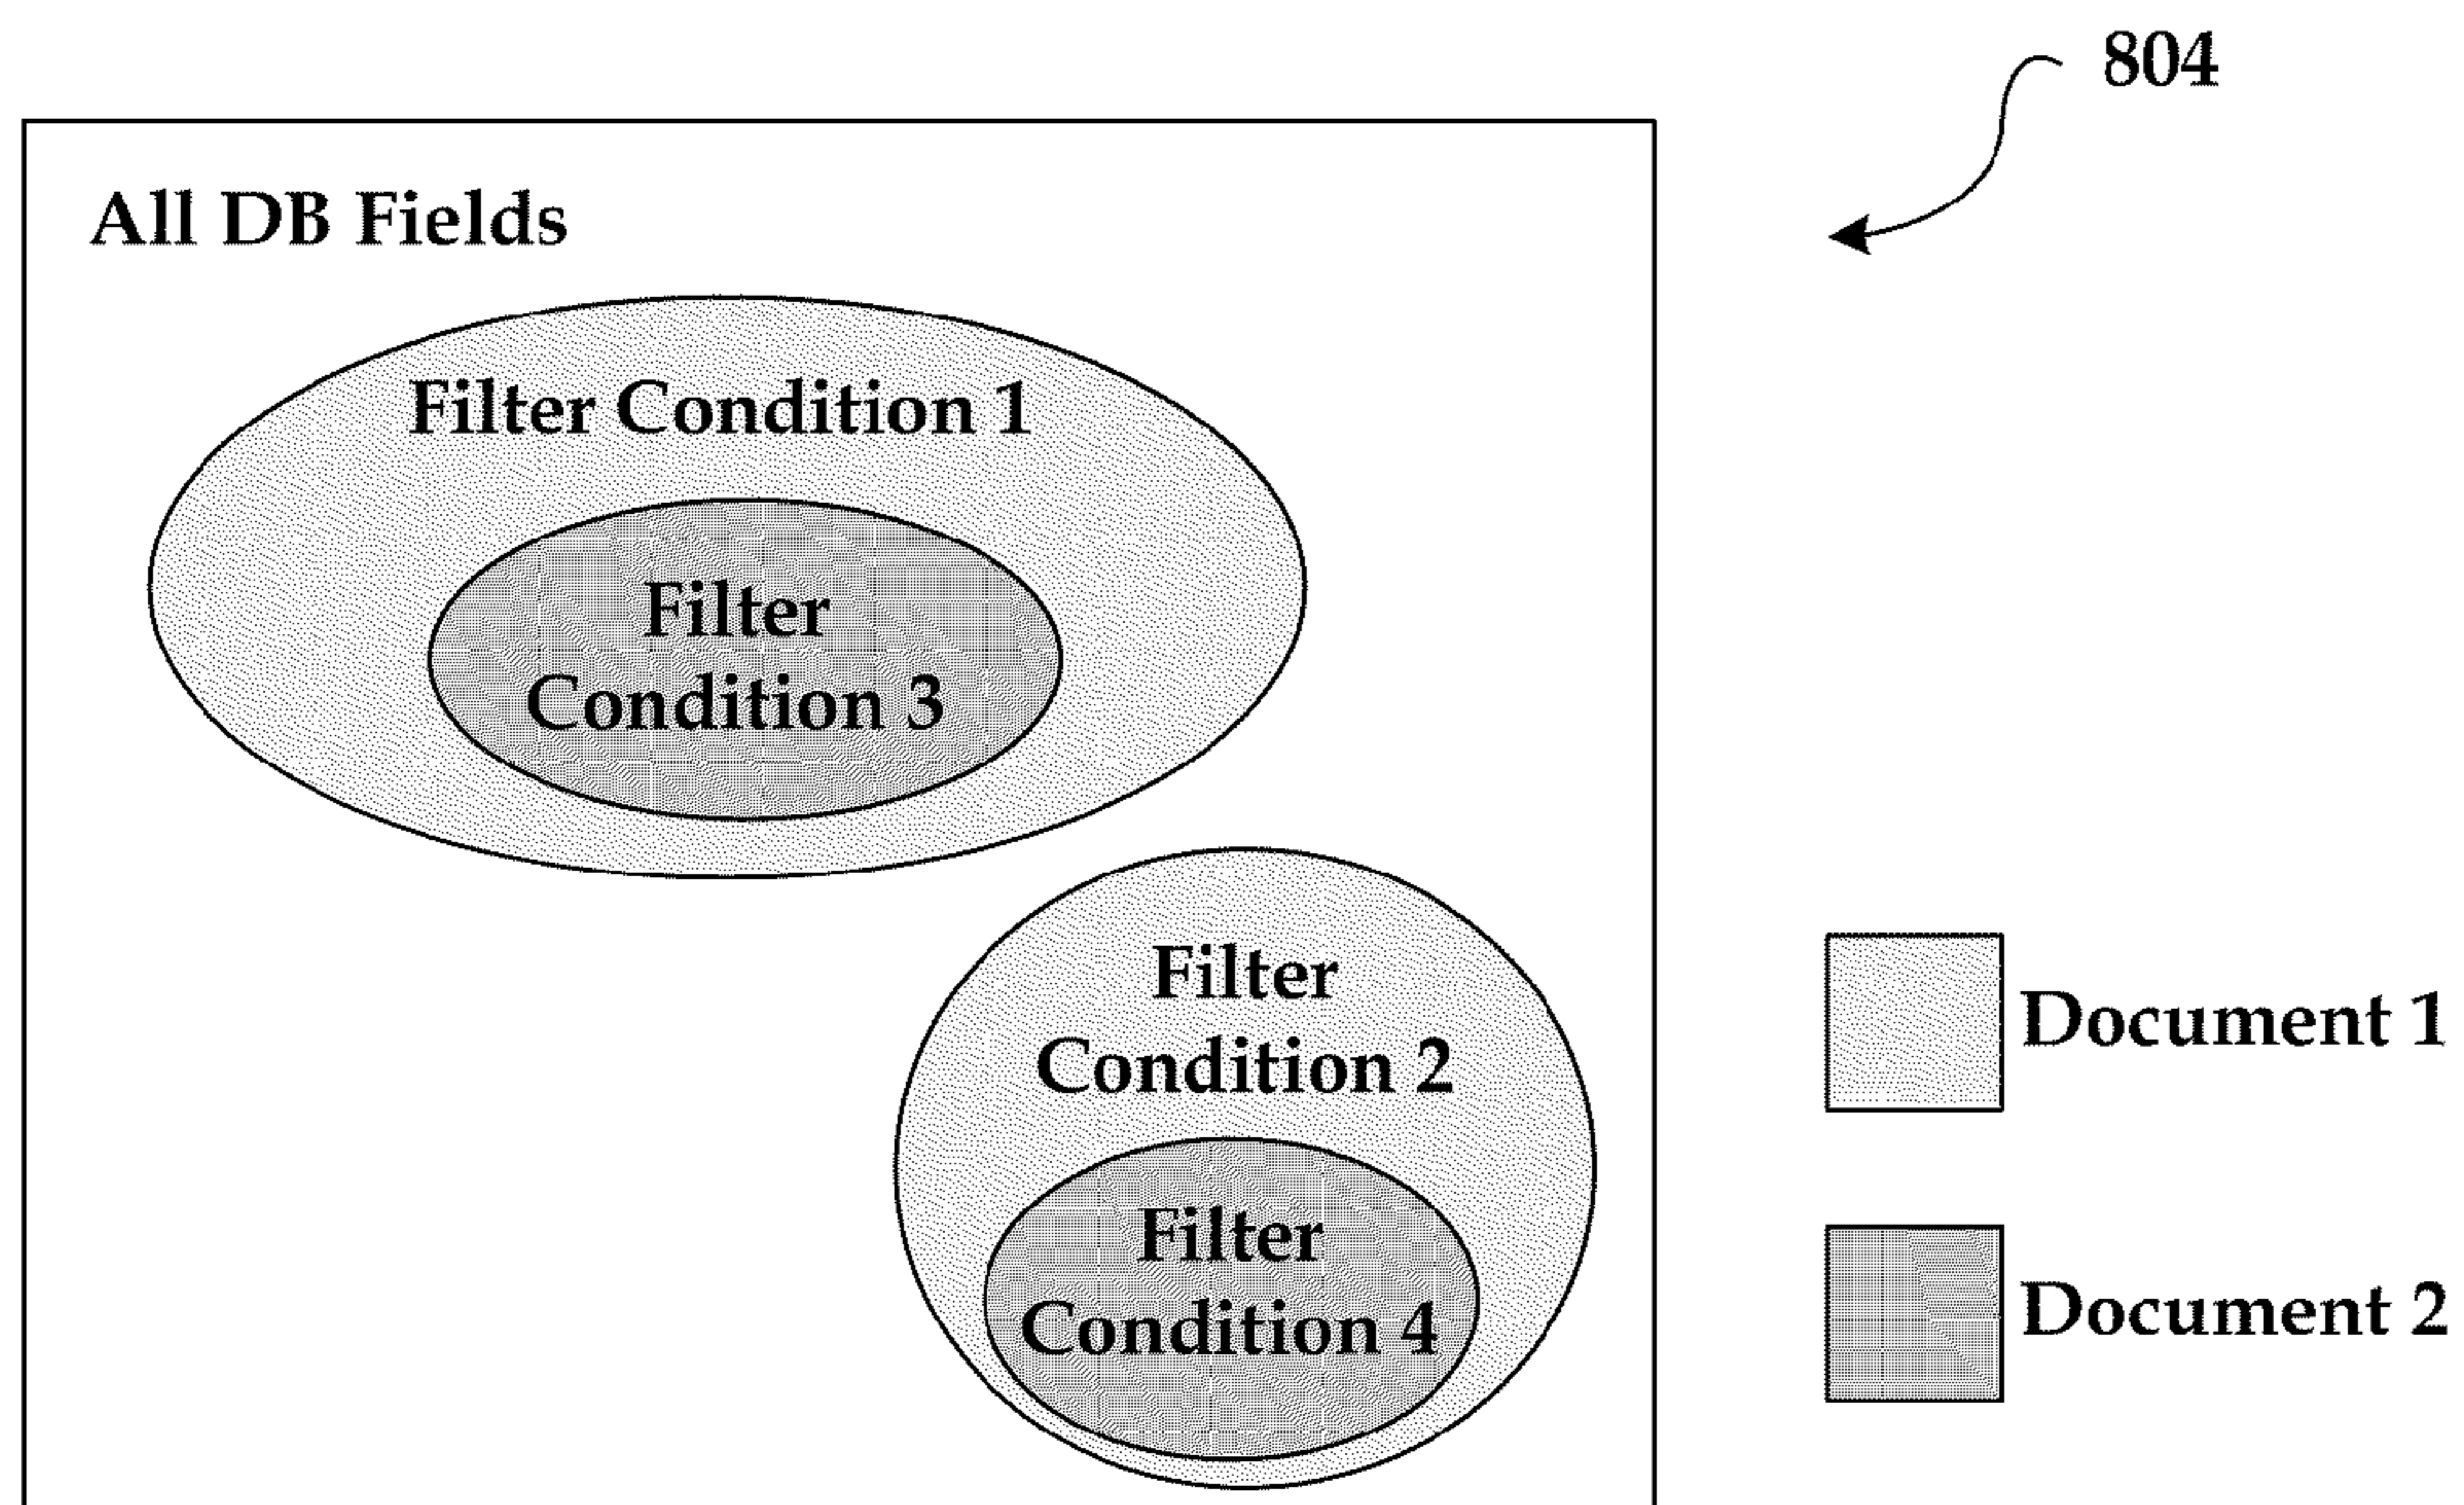 804
All DB Fields
Filter Condition 1
Filter
Condition 3
Filter
Condition 2
Filter
Condition 4
Document 1
Document 2